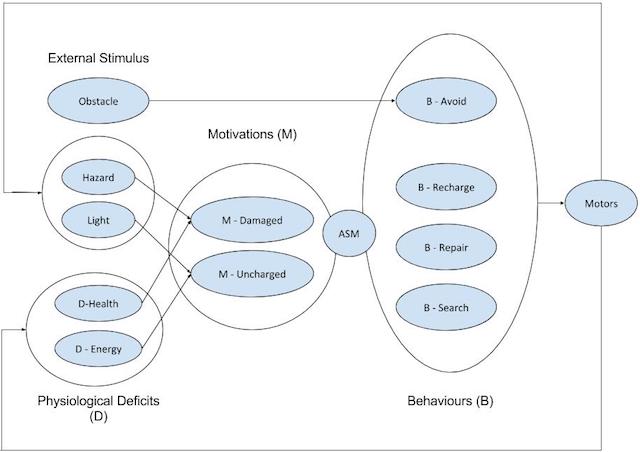 External Stimulus
Obstacle
B - Avoid
Motivations (M)
Hazard
Light
M - Damaged
M - Uncharged
ASM
B - Recharge
B - Repair
B - Search
Motors
D-Health
D - Energy
Physiological Deficits
(D)
Behaviours (B)